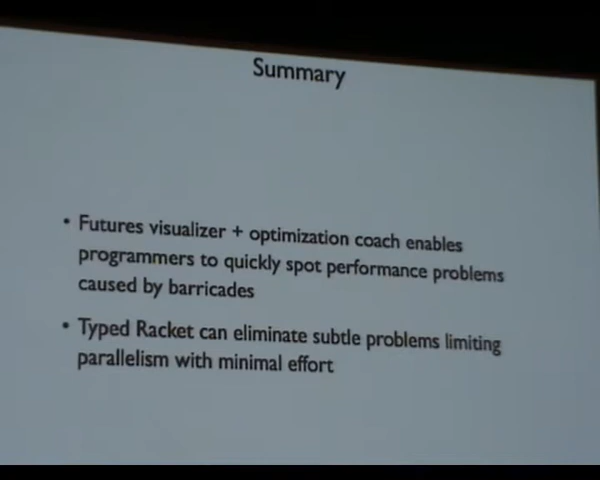 Summary
• Futures visualizer + optimization coach enables
programmers to quickly spot performance problems
caused by barricades
• Typed Racket can eliminate subtle problems limiting
parallelism with minimal effort